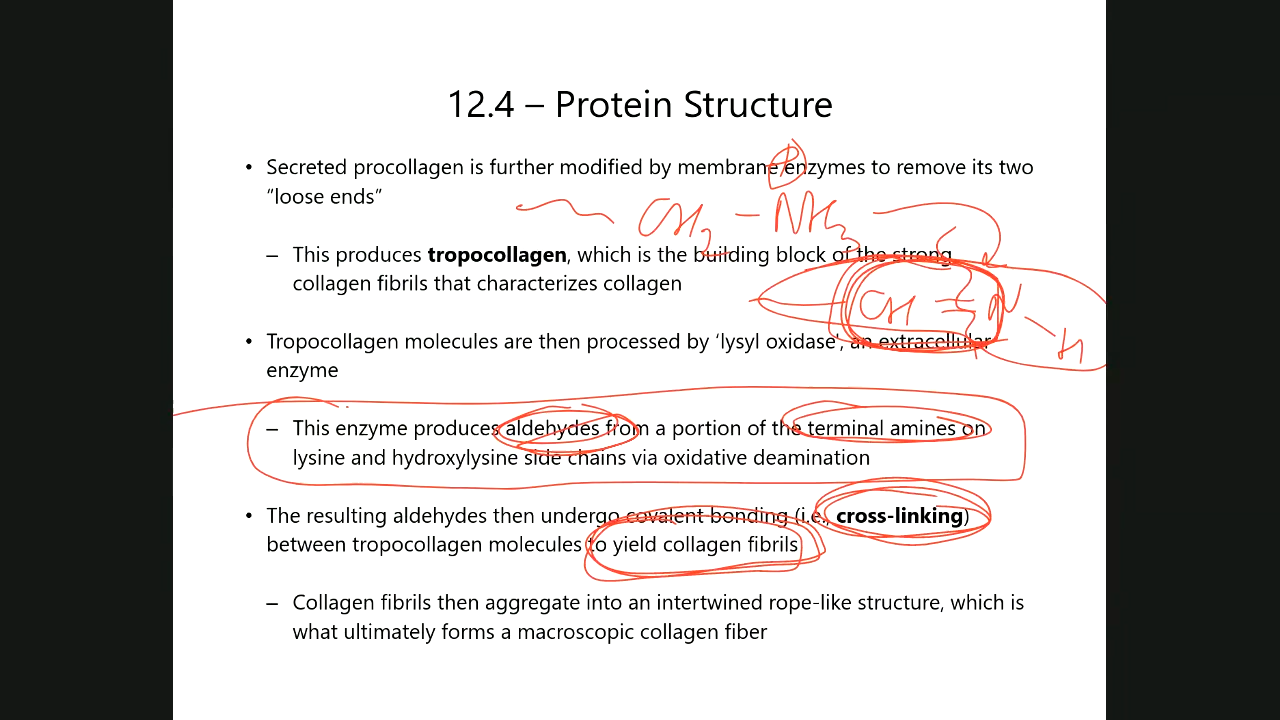 12.4 – Protein Structure
• Secreted procollagen is further modified by membrane enzymes to remove its two
“loose ends”
CH₂ – NH₃
– This produces tropocollagen, which is the building block of the strong
collagen fibrils that characterizes collagen
CH = N – H
• Tropocollagen molecules are then processed by ‘lysyl oxidase’, an extracellular
enzyme
– This enzyme produces aldehydes from a portion of the terminal amines on
lysine and hydroxylysine side chains via oxidative deamination
• The resulting aldehydes then undergo covalent bonding (i.e., cross-linking)
between tropocollagen molecules to yield collagen fibrils
– Collagen fibrils then aggregate into an intertwined rope-like structure, which is
what ultimately forms a macroscopic collagen fiber